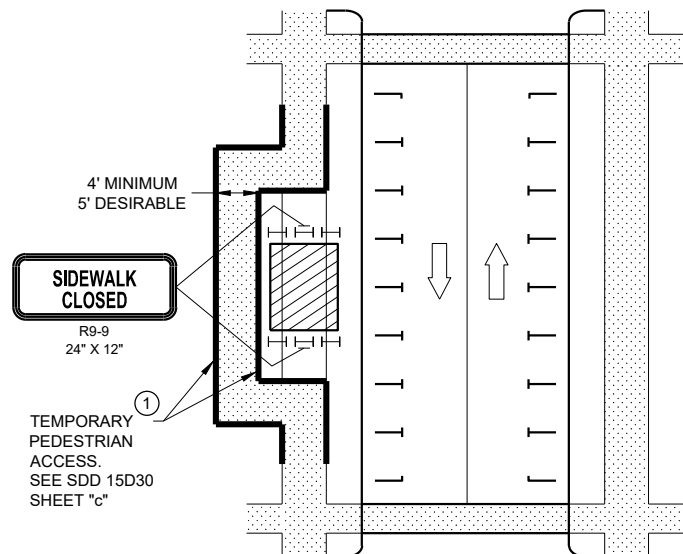 4' MINIMUM
5' DESIRABLE
SIDEWALK
CLOSED
R9-9
24" X 12"
1
TEMPORARY
PEDESTRIAN
ACCESS.
SEE SDD 15D30
SHEET "c"